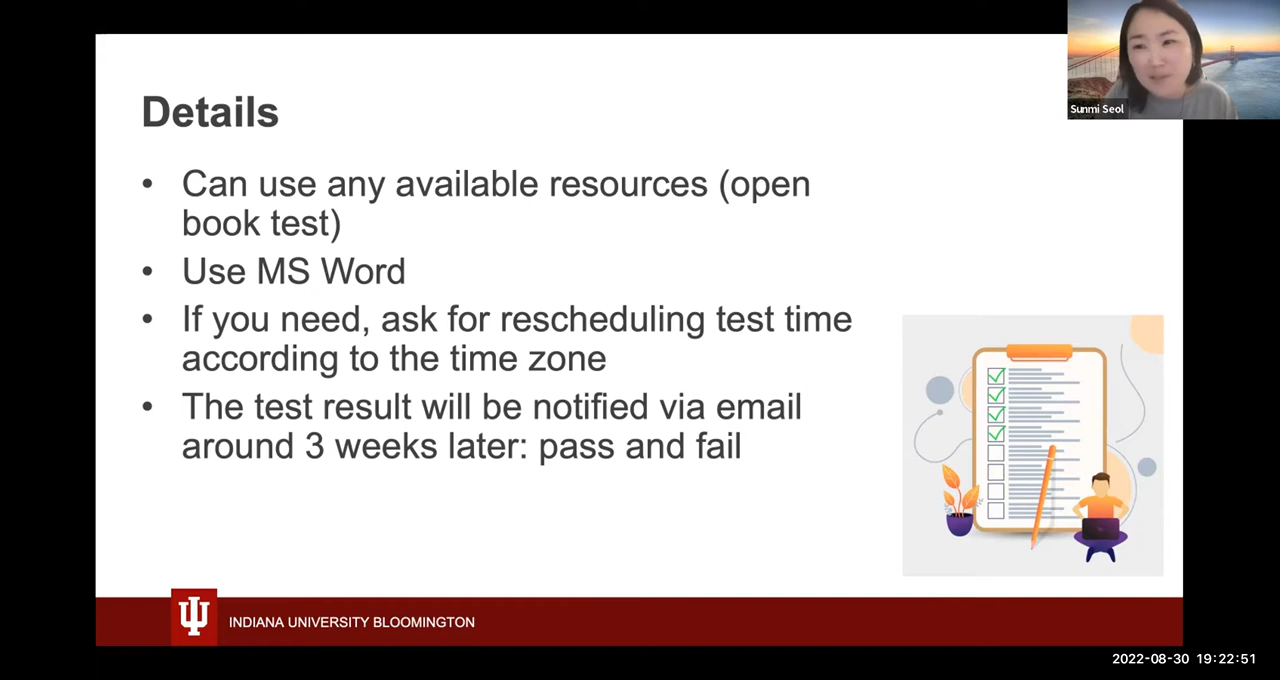 Sunmi Seol
Details
• Can use any available resources (open
book test)
• Use MS Word
• If you need, ask for rescheduling test time
according to the time zone
• The test result will be notified via email
around 3 weeks later: pass and fail
INDIANA UNIVERSITY BLOOMINGTON
2022-08-30 19:22:51